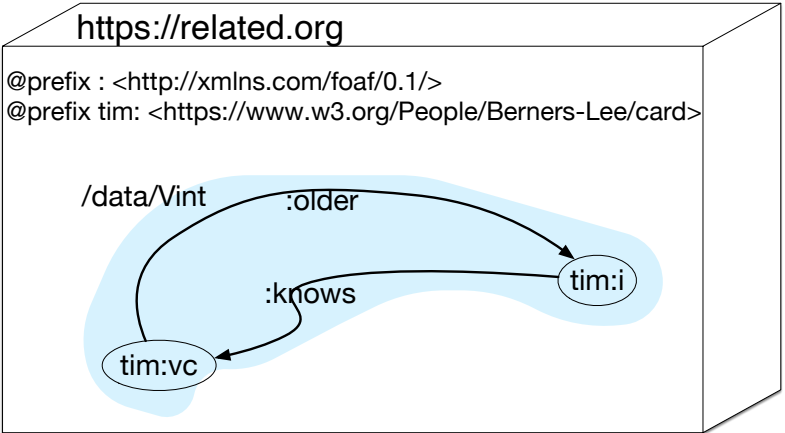 https://related.org
@prefix : <http://xmlns.com/foaf/0.1/>
@prefix tim: <https://www.w3.org/People/Berners-Lee/card>
/data/Vint
:older
tim:i
:knows
tim:vc